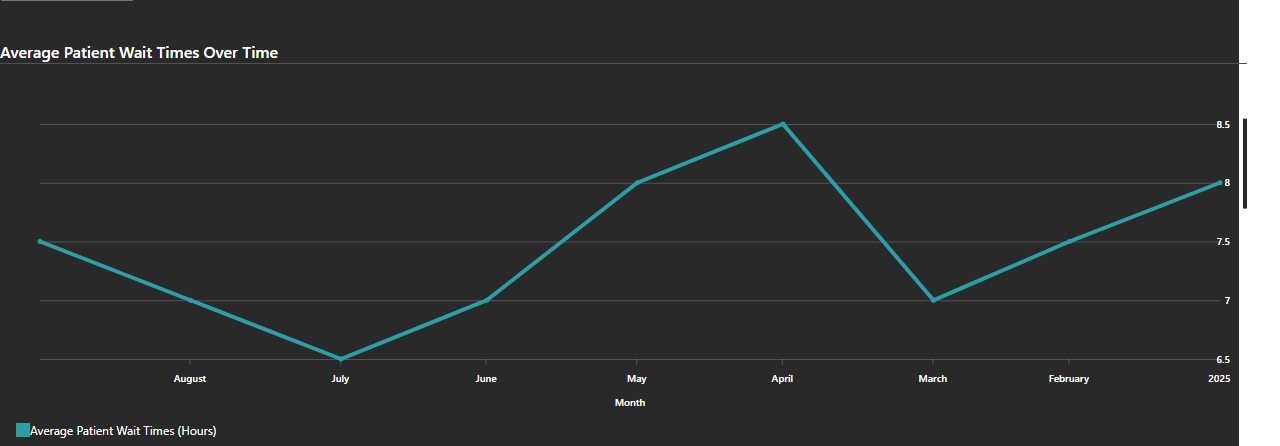 Average Patient Wait Times Over Time
8.5
8
7.5
7
6.5
August July June May April March February 2025
Month
Average Patient Wait Times (Hours)